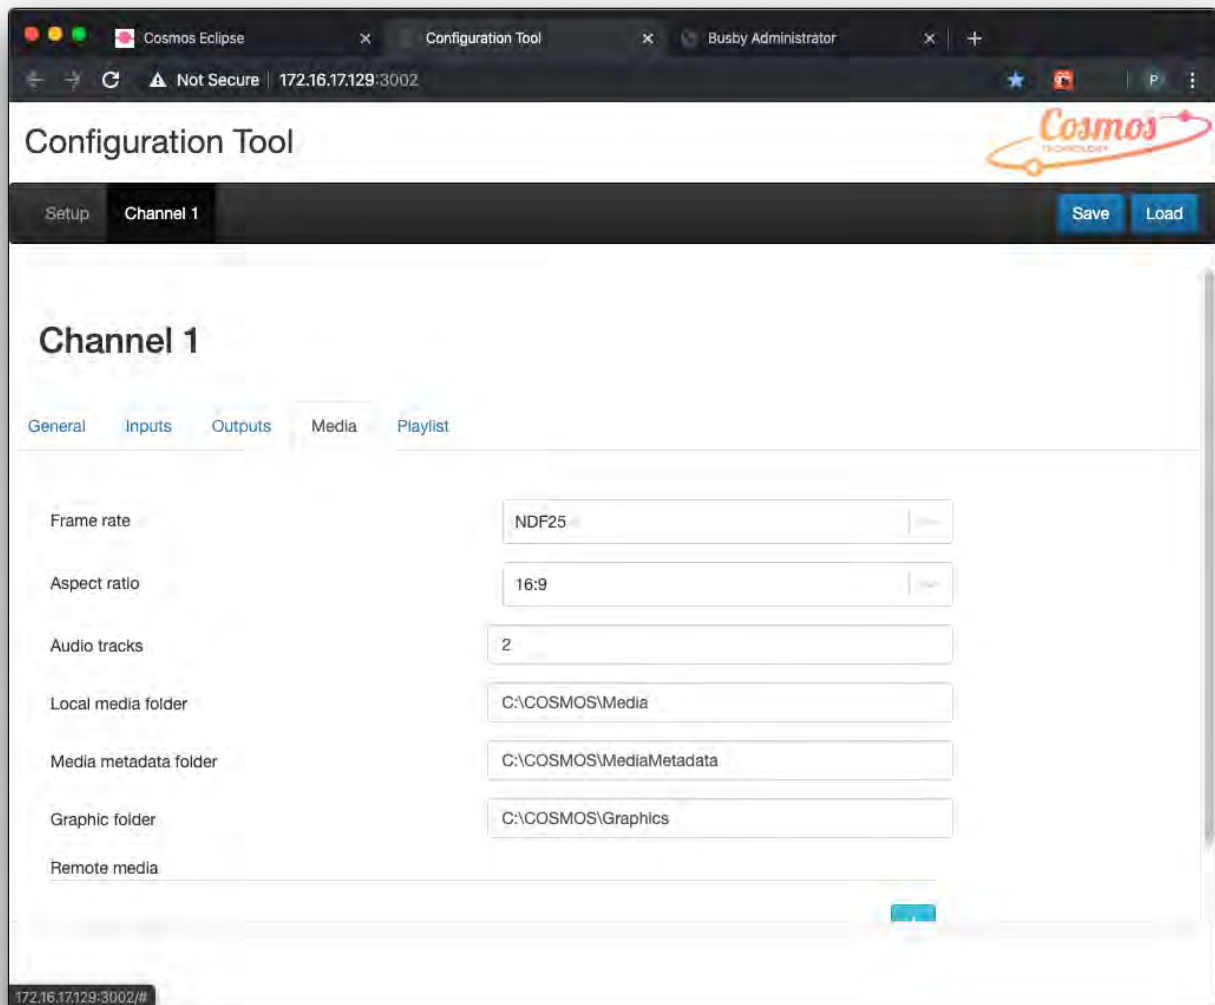 Cosmos Eclipse
Configuration Tool
Busby Administrator
Not Secure 172.16.17.129:3002
P
Configuration Tool
Cosmos
TECHNOLOGY
Setup Channel 1 Save Load
Channel 1
General Inputs Outputs Media Playlist
Frame rate NDF25
Aspect ratio 16:9
Audio tracks 2
Local media folder C:\COSMOS\Media
Media metadata folder C:\COSMOS\MediaMetadata
Graphic folder C:\COSMOS\Graphics
Remote media
172.16.17.129:3002/#